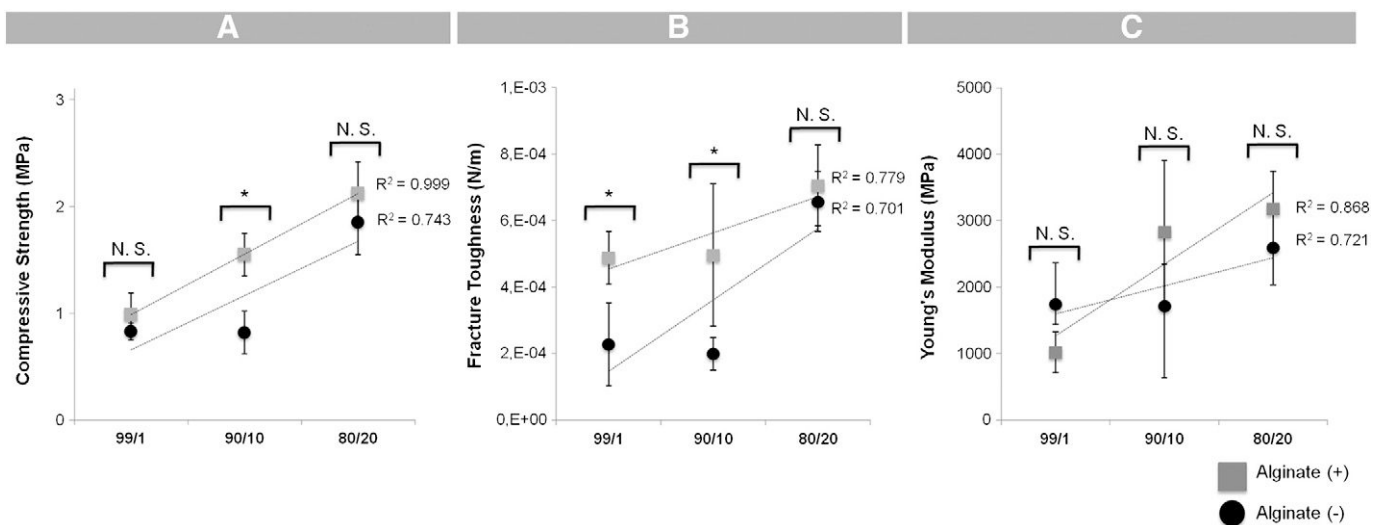 A
B
C
Compressive Strength (MPa)
3
2
1
0
N. S.
*
N. S.
R² = 0.999
R² = 0.743
99/1
90/10
80/20
Fracture Toughness (N/m)
1,E-03
8,E-04
6,E-04
4,E-04
2,E-04
0,E+00
*
*
N. S.
R² = 0.779
R² = 0.701
99/1
90/10
80/20
Young's Modulus (MPa)
5000
4000
3000
2000
1000
0
N. S.
N. S.
N. S.
R² = 0.868
R² = 0.721
99/1
90/10
80/20
Alginate (+)
Alginate (-)